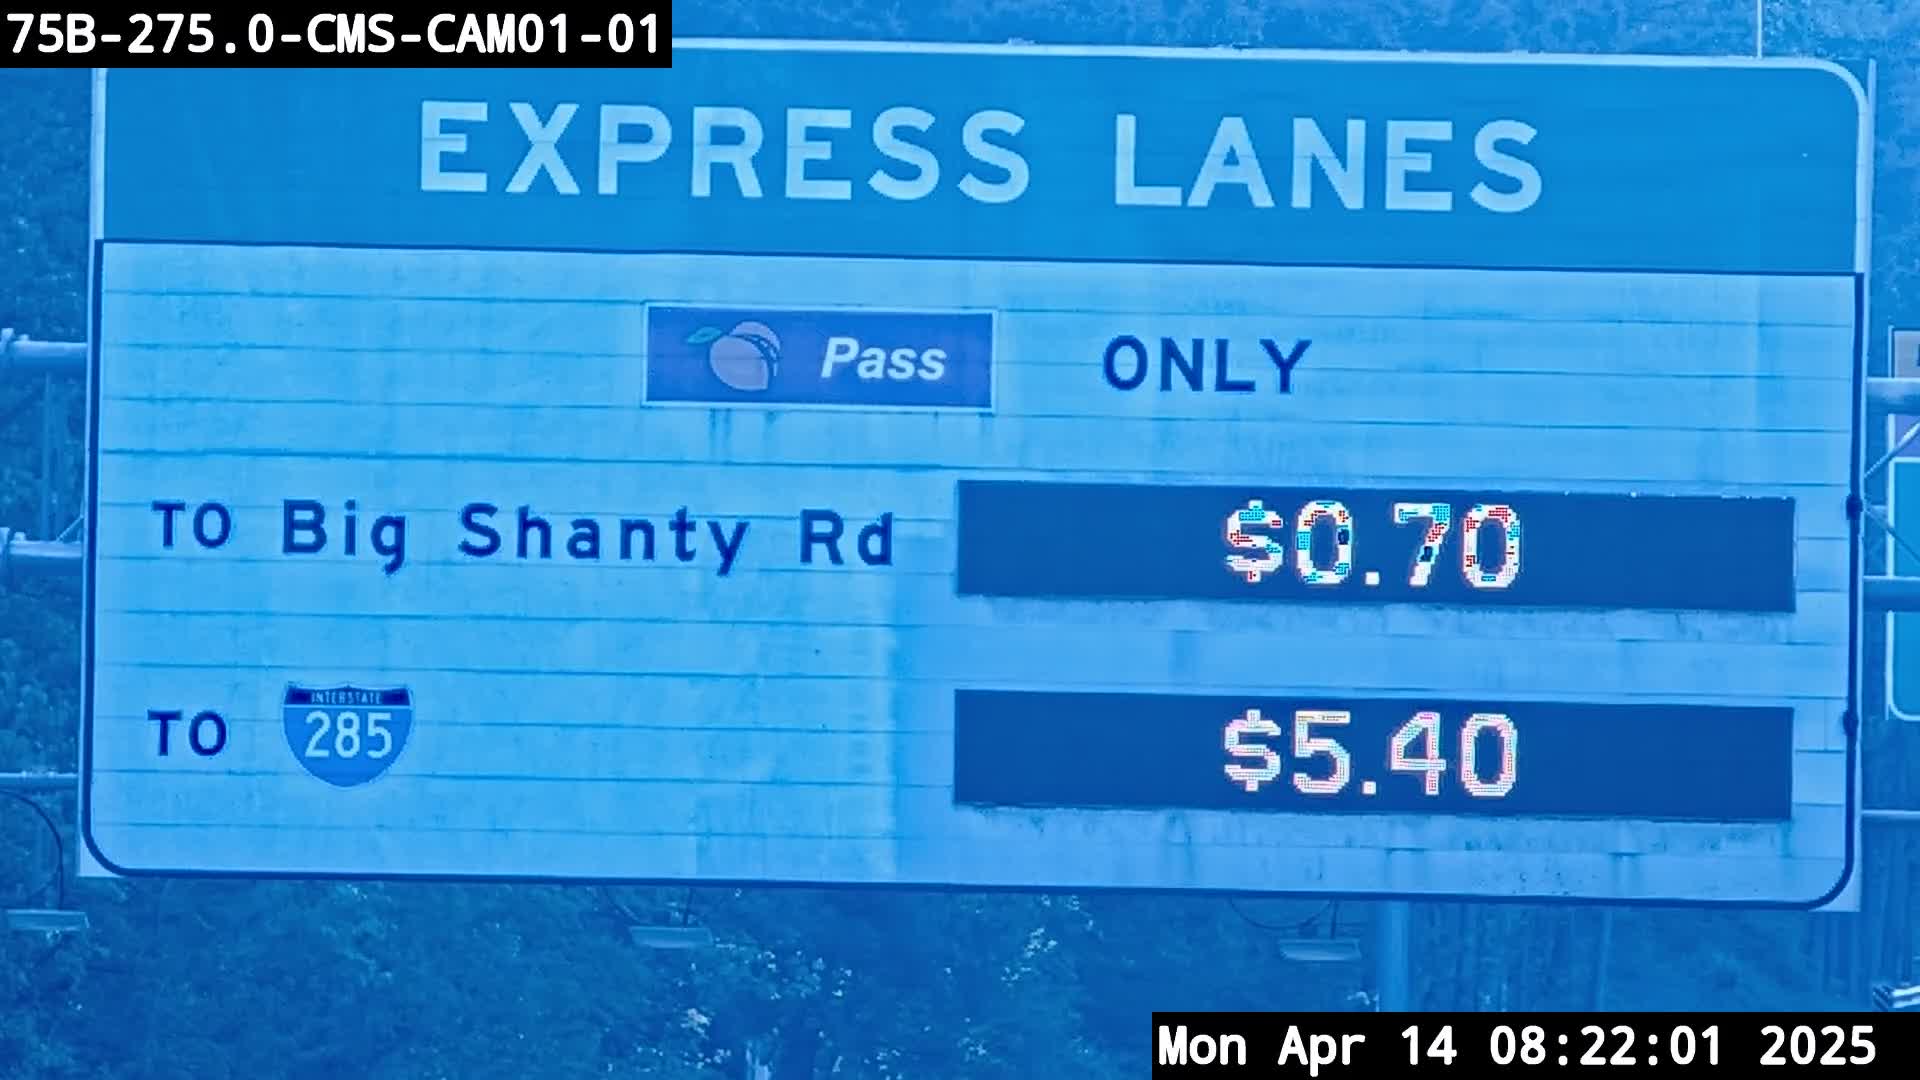 75B-275.0-CMS-CAM01-01
EXPRESS LANES
Pass ONLY
TO Big Shanty Rd $0.70
TO INTERSTATE 285 $5.40
Mon Apr 14 08:22:01 2025